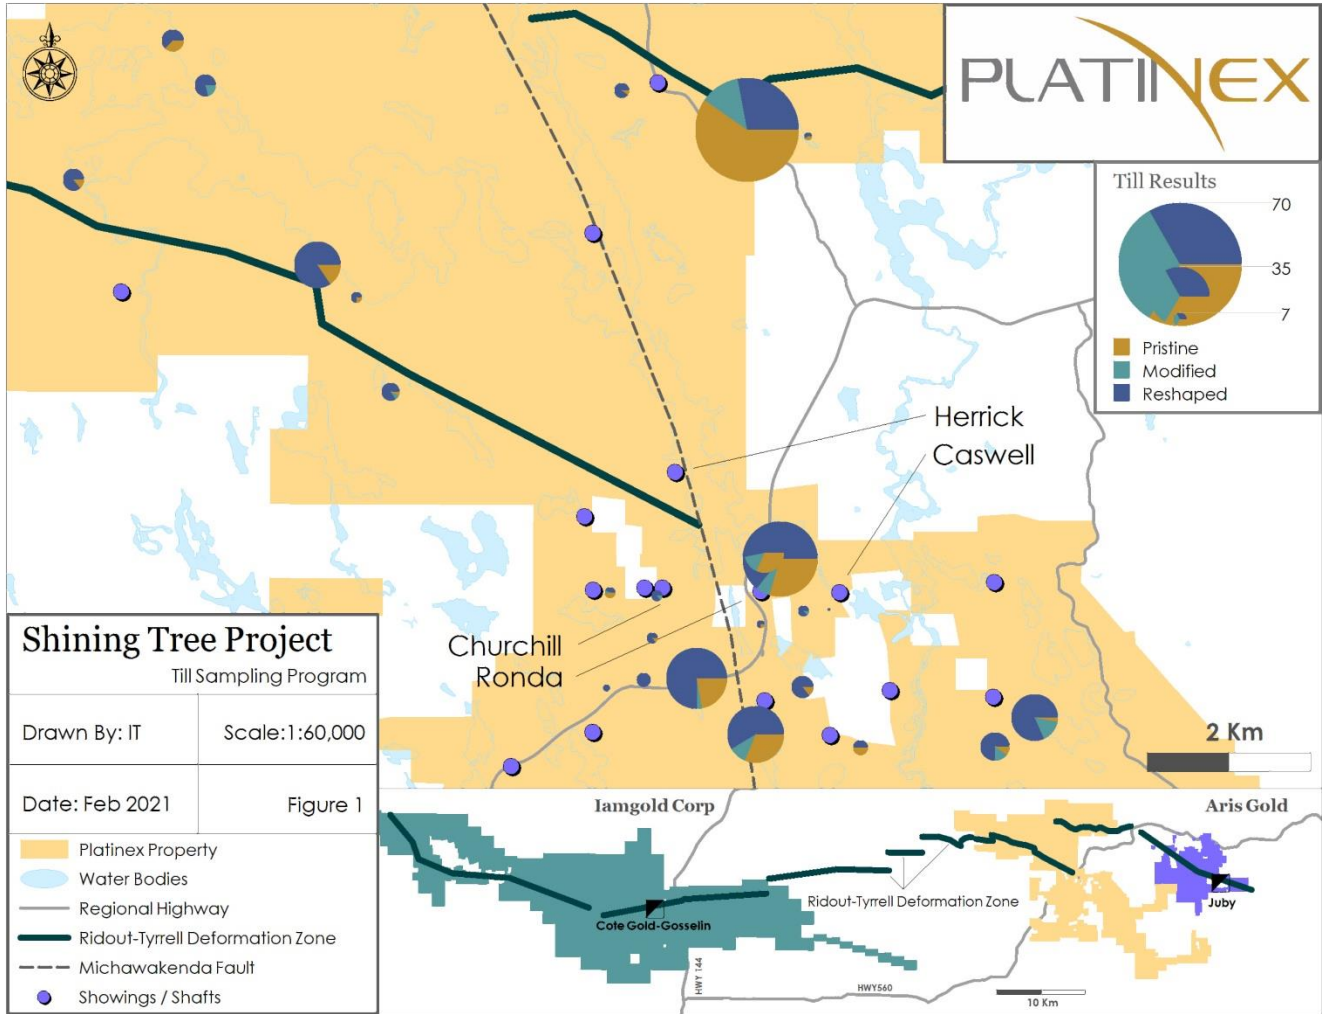 PLATINEX
Till Results
70
35
7
Pristine
Modified
Reshaped
Herrick
Caswell
Churchill
Ronda
2 Km
Shining Tree Project
Till Sampling Program
Drawn By: IT
Scale:1:60,000
Date: Feb 2021
Figure 1
Platinex Property
Water Bodies
Regional Highway
Ridout-Tyrrell Deformation Zone
Michawakenda Fault
Showings / Shafts
Iamgold Corp
Aris Gold
Ridout-Tyrrell Deformation Zone
Juby
Cote Gold-Gosselin
HWY 144
HWY560
10 Km